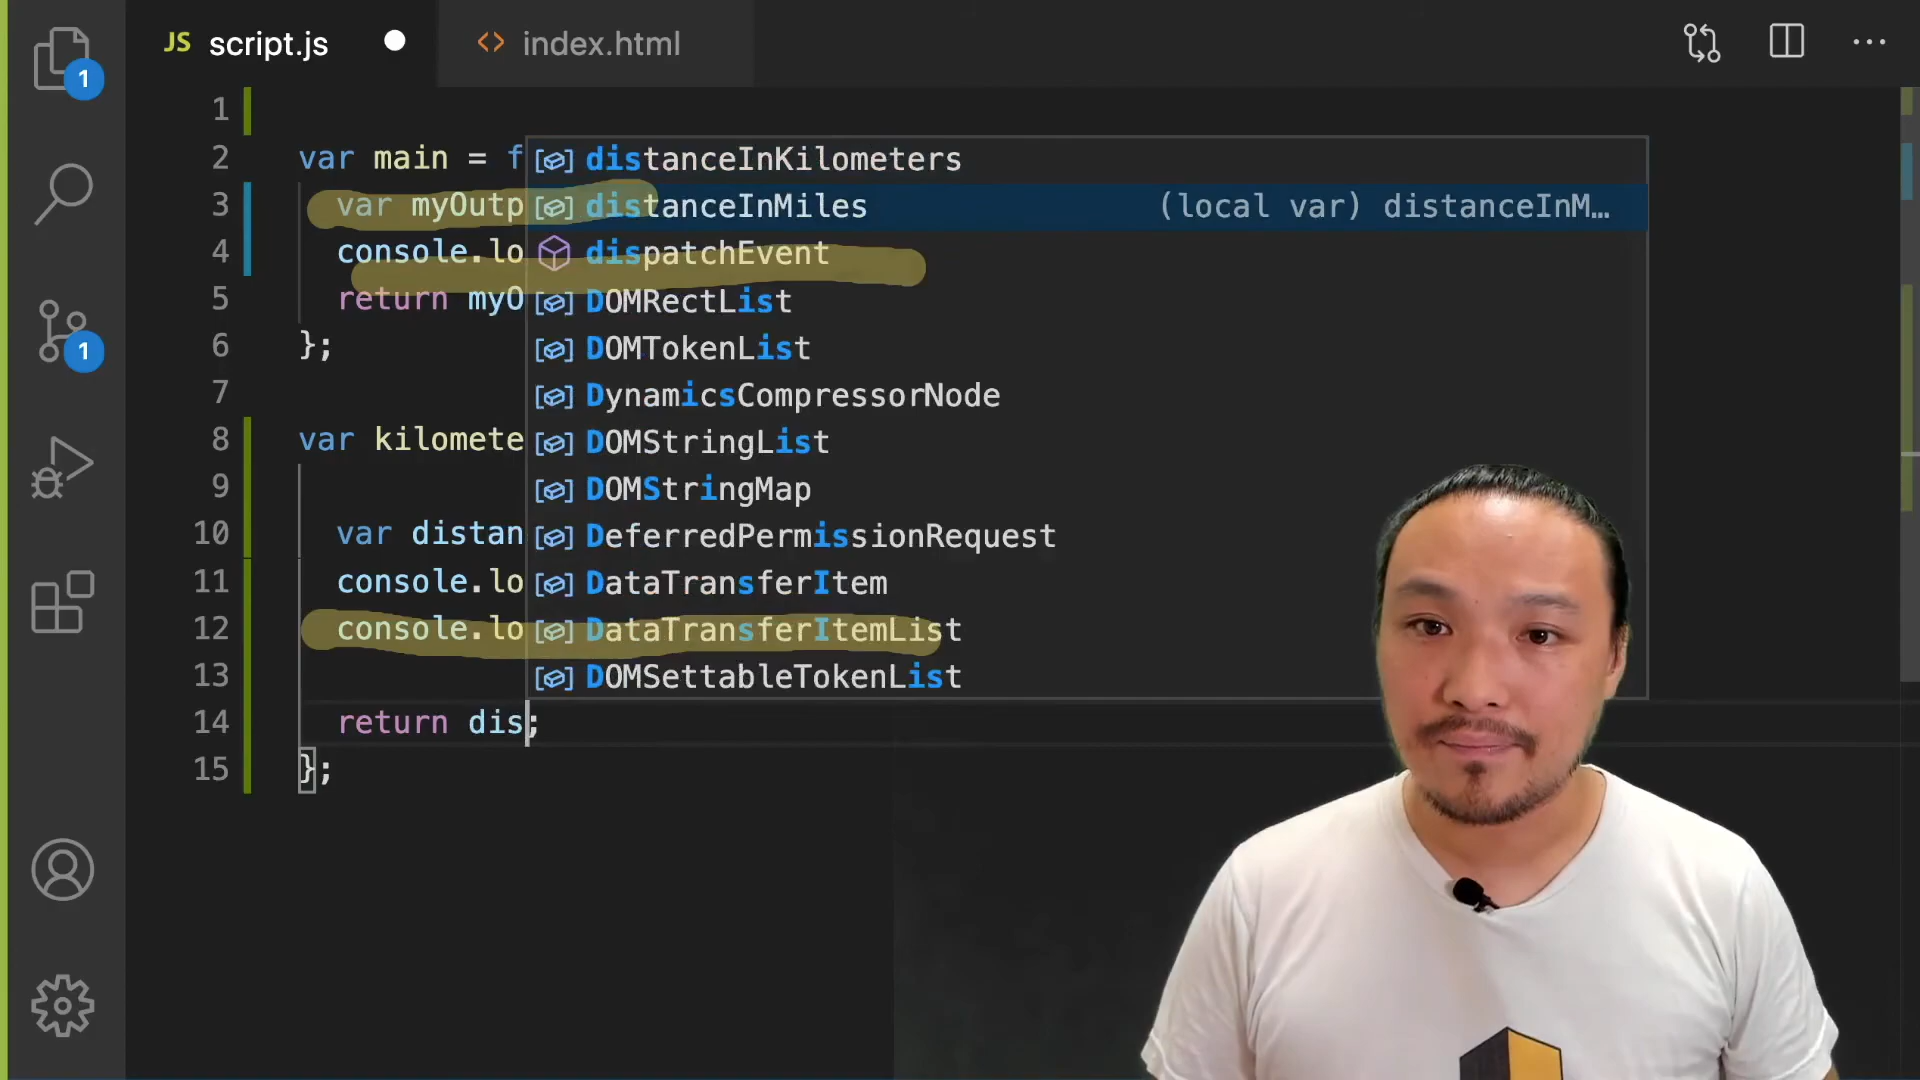 JS script.js
index.html
1
1
1
2 var main = f
3 var myOutp
4 console.lo
5 return myO
6 };
7
8 var kilomete
9
10 var distan
11 console.lo
12 console.lo
13
14 return dis;
15 };
distanceInKilometers
distanceInMiles (local var) distanceInM…
dispatchEvent
DOMRectList
DOMTokenList
DynamicsCompressorNode
DOMStringList
DOMStringMap
DeferredPermissionRequest
DataTransferItem
DataTransferItemList
DOMSettableTokenList